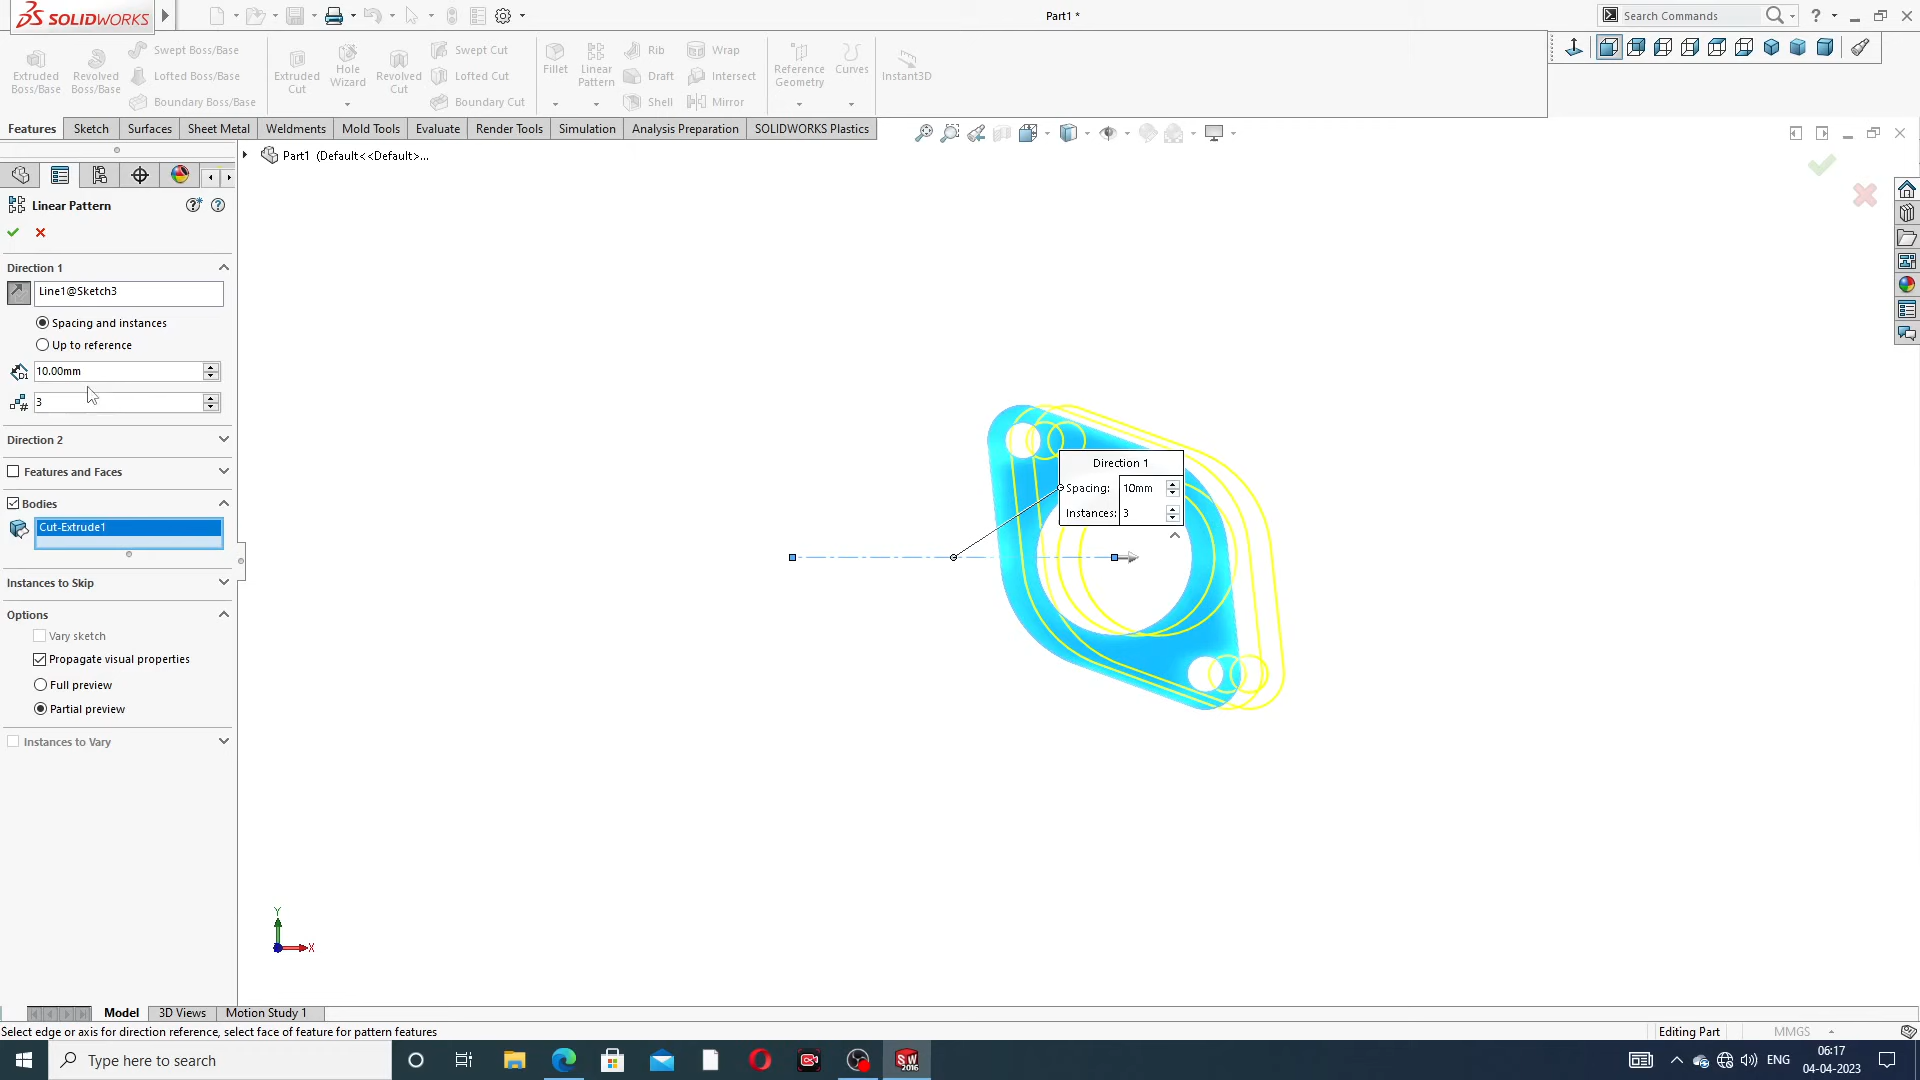 SOLIDWORKS
Part1 *
Search Commands
Extruded Boss/Base
Revolved Boss/Base
Swept Boss/Base
Lofted Boss/Base
Boundary Boss/Base
Extruded Cut
Hole Wizard
Revolved Cut
Swept Cut
Lofted Cut
Boundary Cut
Fillet
Linear Pattern
Rib
Draft
Shell
Wrap
Intersect
Mirror
Reference Geometry
Curves
Instant3D
Features
Sketch
Surfaces
Sheet Metal
Weldments
Mold Tools
Evaluate
Render Tools
Simulation
Analysis Preparation
SOLIDWORKS Plastics
Part1 (Default<<Default>...
Linear Pattern
Direction 1
Line1@Sketch3
Spacing and instances
Up to reference
D1
10.00mm
#
3
Direction 2
Features and Faces
Bodies
Cut-Extrude1
Instances to Skip
Options
Vary sketch
Propagate visual properties
Full preview
Partial preview
Instances to Vary
Direction 1
Spacing: 10mm
Instances: 3
Y
X
Model
3D Views
Motion Study 1
Select edge or axis for direction reference, select face of feature for pattern features
Editing Part
MMGS
Type here to search
SW
2016
ENG
06:17
04-04-2023